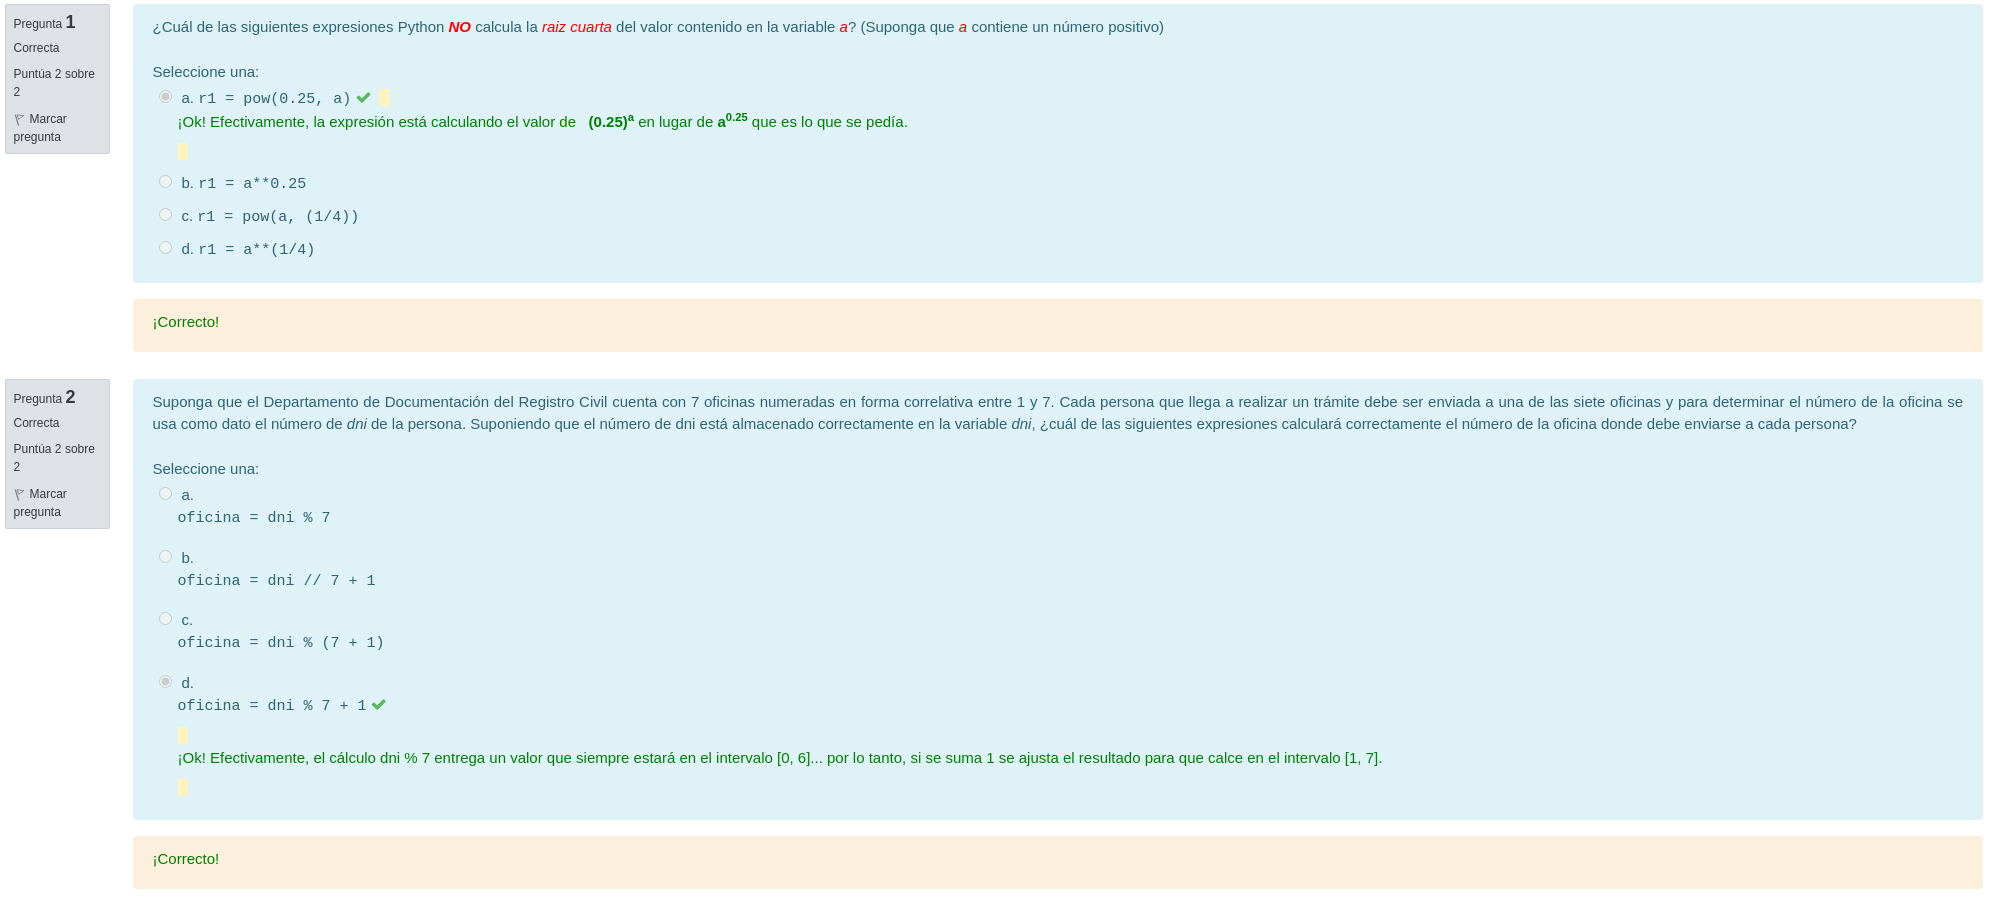 Pregunta 1
Correcta
Puntúa 2 sobre
2
Marcar
pregunta
¿Cuál de las siguientes expresiones Python NO calcula la raiz cuarta del valor contenido en la variable a? (Suponga que a contiene un número positivo)
Seleccione una:
a. r1 = pow(0.25, a)
¡Ok! Efectivamente, la expresión está calculando el valor de (0.25)a en lugar de a0.25 que es lo que se pedía.
b. r1 = a**0.25
c. r1 = pow(a, (1/4))
d. r1 = a**(1/4)
¡Correcto!
Pregunta 2
Correcta
Puntúa 2 sobre
2
Marcar
pregunta
Suponga que el Departamento de Documentación del Registro Civil cuenta con 7 oficinas numeradas en forma correlativa entre 1 y 7. Cada persona que llega a realizar un trámite debe ser enviada a una de las siete oficinas y para determinar el número de la oficina se
usa como dato el número de dni de la persona. Suponiendo que el número de dni está almacenado correctamente en la variable dni, ¿cuál de las siguientes expresiones calculará correctamente el número de la oficina donde debe enviarse a cada persona?
Seleccione una:
a.
oficina = dni % 7
b.
oficina = dni // 7 + 1
c.
oficina = dni % (7 + 1)
d.
oficina = dni % 7 + 1
¡Ok! Efectivamente, el cálculo dni % 7 entrega un valor que siempre estará en el intervalo [0, 6]... por lo tanto, si se suma 1 se ajusta el resultado para que calce en el intervalo [1, 7].
¡Correcto!